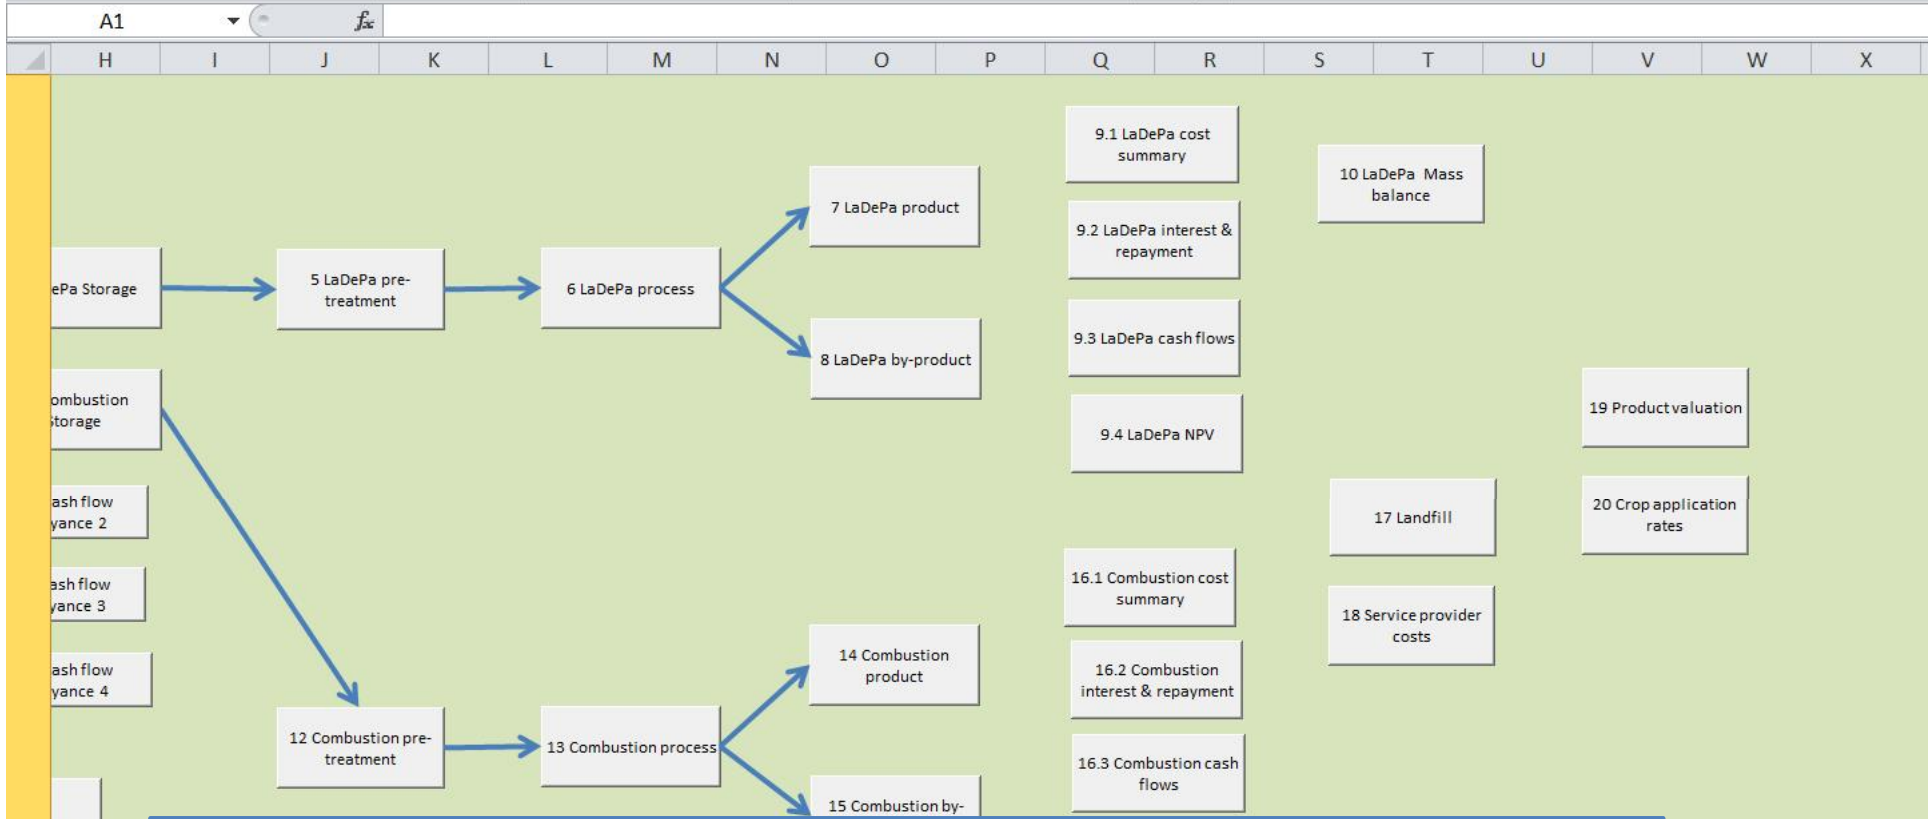 A1
fx
H I J K L M N O P Q R S T U V W X
9.1 LaDePa cost
summary
10 LaDePa Mass
balance
7 LaDePa product
9.2 LaDePa interest &
repayment
ePa Storage
5 LaDePa pre-
treatment
6 LaDePa process
9.3 LaDePa cash flows
8 LaDePa by-product
ombustion
Storage
19 Product valuation
9.4 LaDePa NPV
ash flow
yance 2
17 Landfill
20 Crop application
rates
ash flow
yance 3
16.1 Combustion cost
summary
18 Service provider
costs
ash flow
yance 4
14 Combustion
product
16.2 Combustion
interest & repayment
12 Combustion pre-
treatment
13 Combustion process
16.3 Combustion cash
flows
15 Combustion by-